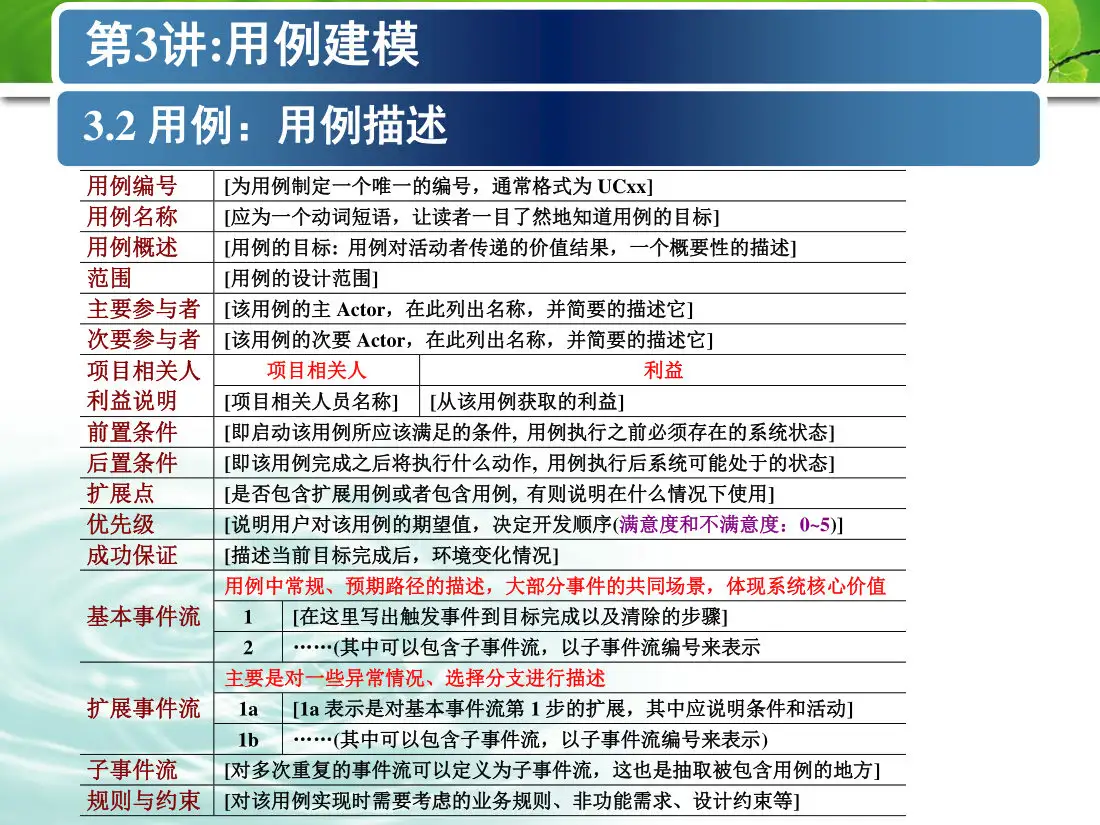 第3讲:用例建模
3.2 用例：用例描述
用例编号 [为用例制定一个唯一的编号，通常格式为 UCxx]
用例名称 [应为一个动词短语，让读者一目了然地知道用例的目标]
用例概述 [用例的目标: 用例对活动者传递的价值结果，一个概要性的描述]
范围 [用例的设计范围]
主要参与者 [该用例的主 Actor，在此列出名称，并简要的描述它]
次要参与者 [该用例的次要 Actor，在此列出名称，并简要的描述它]
项目相关人 项目相关人 利益
利益说明 [项目相关人员名称] [从该用例获取的利益]
前置条件 [即启动该用例所应该满足的条件, 用例执行之前必须存在的系统状态]
后置条件 [即该用例完成之后将执行什么动作, 用例执行后系统可能处于的状态]
扩展点 [是否包含扩展用例或者包含用例, 有则说明在什么情况下使用]
优先级 [说明用户对该用例的期望值，决定开发顺序(满意度和不满意度：0~5)]
成功保证 [描述当前目标完成后，环境变化情况]
用例中常规、预期路径的描述，大部分事件的共同场景，体现系统核心价值
基本事件流 1 [在这里写出触发事件到目标完成以及清除的步骤]
2 ……(其中可以包含子事件流，以子事件流编号来表示
主要是对一些异常情况、选择分支进行描述
扩展事件流 1a [1a 表示是对基本事件流第 1 步的扩展，其中应说明条件和活动]
1b ……(其中可以包含子事件流，以子事件流编号来表示)
子事件流 [对多次重复的事件流可以定义为子事件流，这也是抽取被包含用例的地方]
规则与约束 [对该用例实现时需要考虑的业务规则、非功能需求、设计约束等]